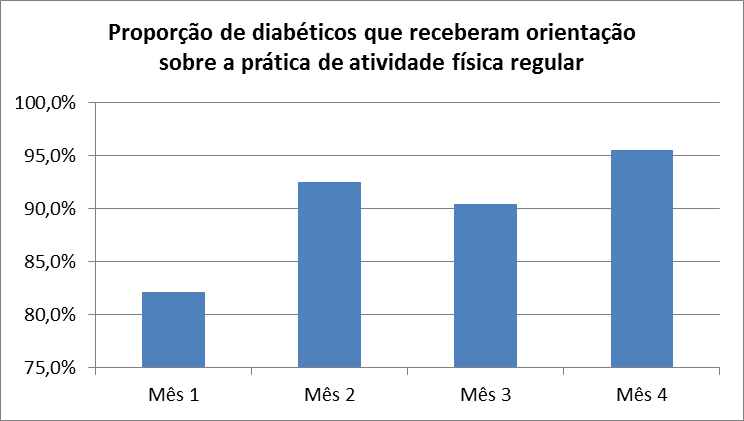 Proporção de diabéticos que receberam orientação
sobre a prática de atividade física regular
100,0%
95,0%
90,0%
85,0%
80,0%
75,0%
Mês 1 Mês 2 Mês 3 Mês 4